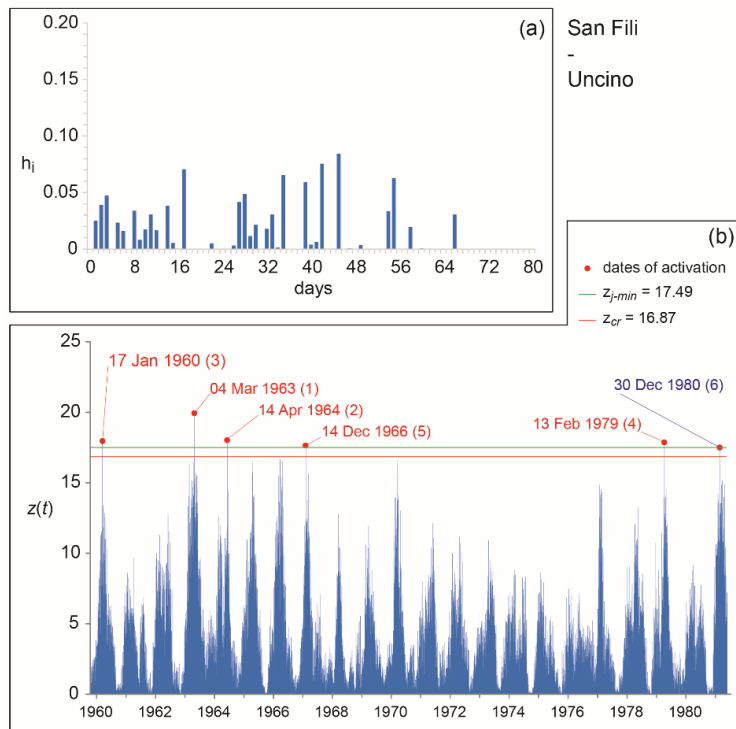 (a)
San Fili
-
Uncino
0.20
0.15
0.10
0.05
0
h_i
0 8 16 24 32 40 48 56 64 72 80
days
(b)
dates of activation
z_{j-min} = 17.49
z_{cr} = 16.87
25
20
15
10
5
0
z(t)
17 Jan 1960 (3)
04 Mar 1963 (1)
14 Apr 1964 (2)
14 Dec 1966 (5)
13 Feb 1979 (4)
30 Dec 1980 (6)
1960 1962 1964 1966 1968 1970 1972 1974 1976 1978 1980